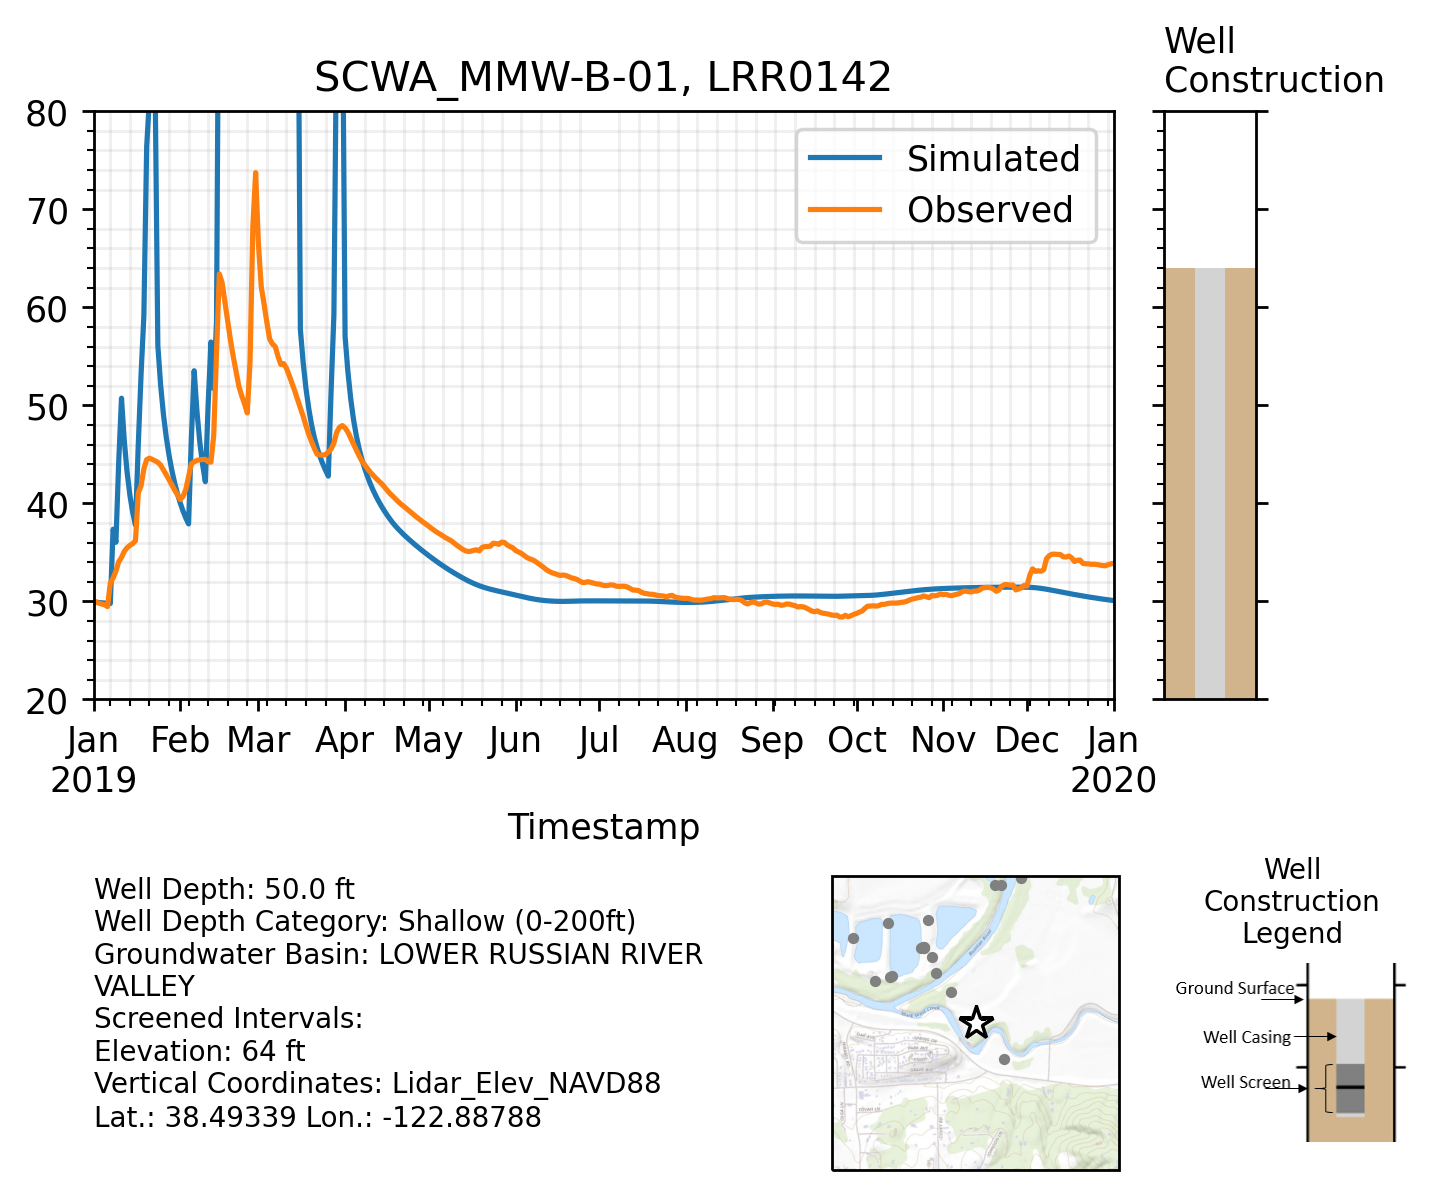 Well
Construction
SCWA_MMW-B-01, LRR0142
80
70
60
50
40
30
20
Simulated
Observed
Jan
2019
Feb
Mar
Apr
May
Jun
Jul
Aug
Sep
Oct
Nov
Dec
Jan
2020
Timestamp
Well Depth: 50.0 ft
Well Depth Category: Shallow (0-200ft)
Groundwater Basin: LOWER RUSSIAN RIVER
VALLEY
Screened Intervals:
Elevation: 64 ft
Vertical Coordinates: Lidar_Elev_NAVD88
Lat.: 38.49339 Lon.: -122.88788
Well
Construction
Legend
Ground Surface
Well Casing
Well Screen